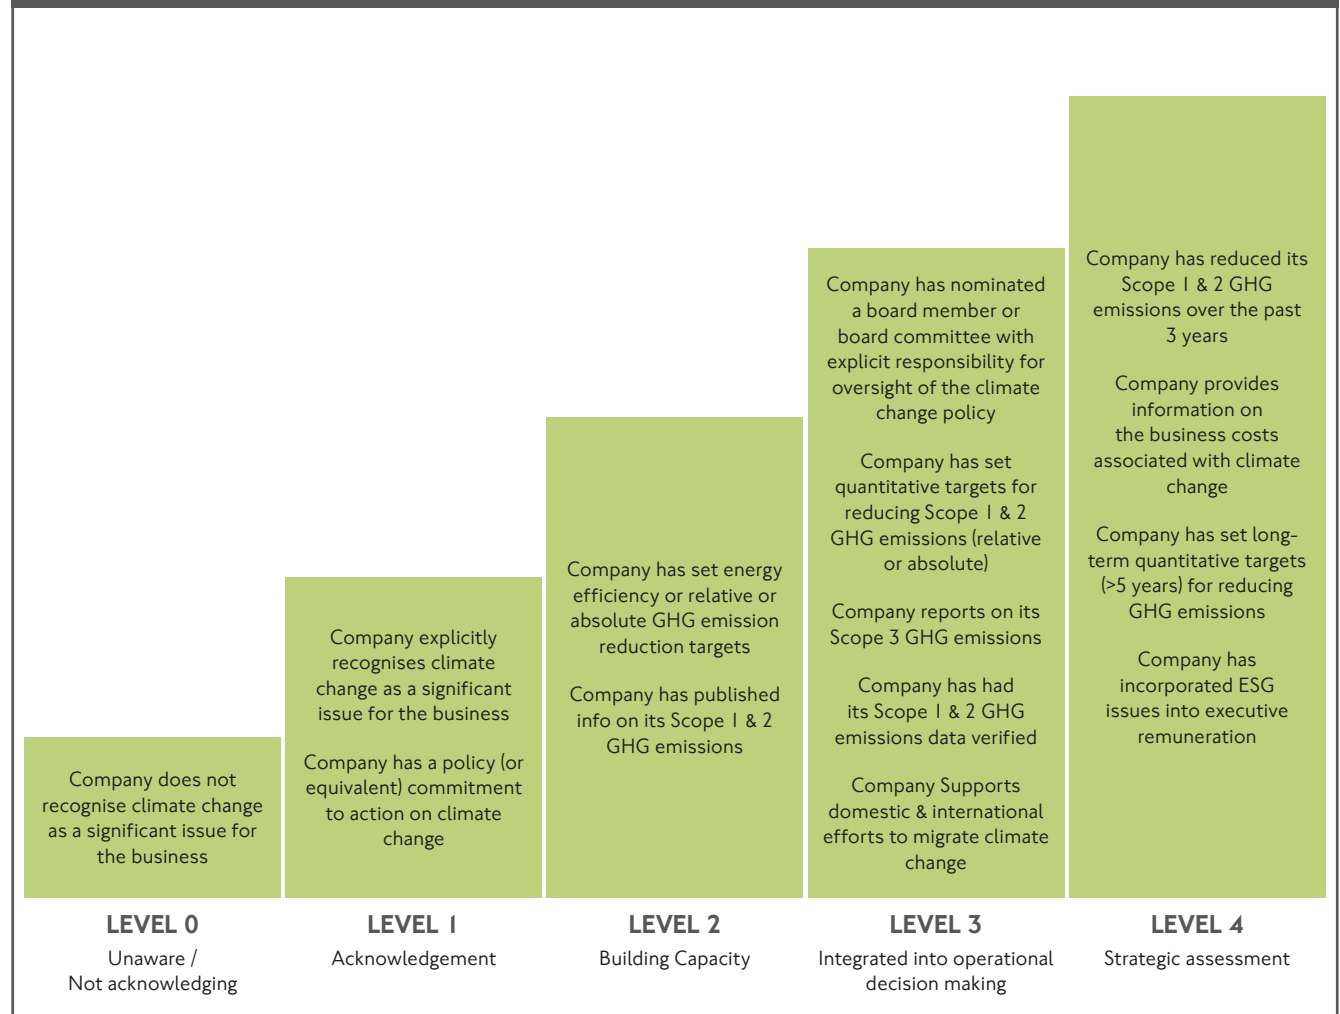 Company does not
recognise climate change
as a significant issue for
the business
LEVEL 0
Unaware /
Not acknowledging
Company explicitly
recognises climate
change as a significant
issue for the business
Company has a policy (or
equivalent) commitment
to action on climate
change
LEVEL 1
Acknowledgement
Company has set energy
efficiency or relative or
absolute GHG emission
reduction targets
Company has published
info on its Scope 1 & 2
GHG emissions
LEVEL 2
Building Capacity
Company has nominated
a board member or
board committee with
explicit responsibility for
oversight of the climate
change policy
Company has set
quantitative targets for
reducing Scope 1 & 2
GHG emissions (relative
or absolute)
Company reports on its
Scope 3 GHG emissions
Company has had
its Scope 1 & 2 GHG
emissions data verified
Company Supports
domestic & international
efforts to migrate climate
change
LEVEL 3
Integrated into operational
decision making
Company has reduced its
Scope 1 & 2 GHG
emissions over the past
3 years
Company provides
information on
the business costs
associated with climate
change
Company has set long-
term quantitative targets
(>5 years) for reducing
GHG emissions
Company has
incorporated ESG
issues into executive
remuneration
LEVEL 4
Strategic assessment